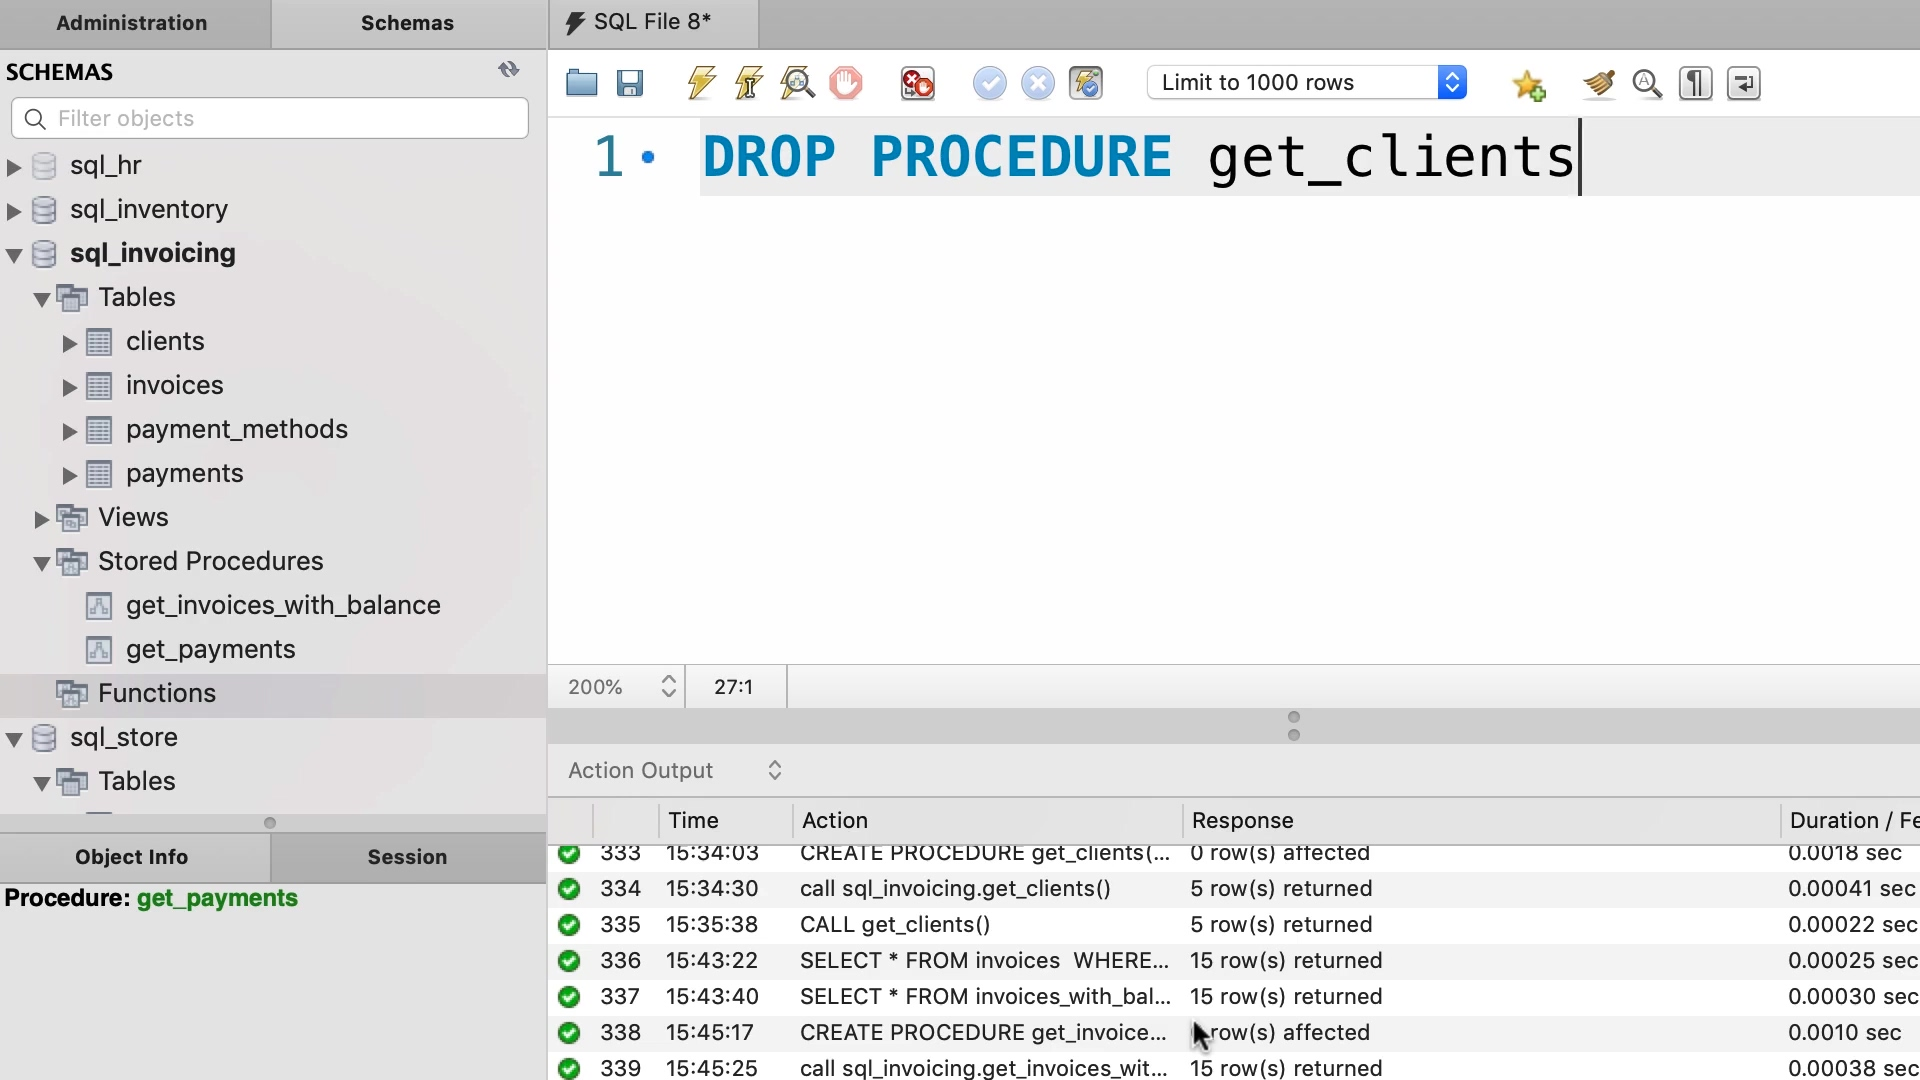 Administration
Schemas
SQL File 8*
SCHEMAS
Filter objects
Limit to 1000 rows
sql_hr
sql_inventory
sql_invoicing
Tables
clients
invoices
payment_methods
payments
Views
Stored Procedures
get_invoices_with_balance
get_payments
Functions
sql_store
Tables
Object Info
Session
Procedure: get_payments
1 DROP PROCEDURE get_clients
200%
27:1
Action Output
Time Action Response Duration / Fe
333 15:34:03 CREATE PROCEDURE get_clients(... 0 row(s) affected 0.0018 sec
334 15:34:30 call sql_invoicing.get_clients() 5 row(s) returned 0.00041 sec
335 15:35:38 CALL get_clients() 5 row(s) returned 0.00022 sec
336 15:43:22 SELECT * FROM invoices WHERE... 15 row(s) returned 0.00025 sec
337 15:43:40 SELECT * FROM invoices_with_bal... 15 row(s) returned 0.00030 sec
338 15:45:17 CREATE PROCEDURE get_invoice... row(s) affected 0.0010 sec
339 15:45:25 call sql_invoicing.get_invoices_wit... 15 row(s) returned 0.00038 sec